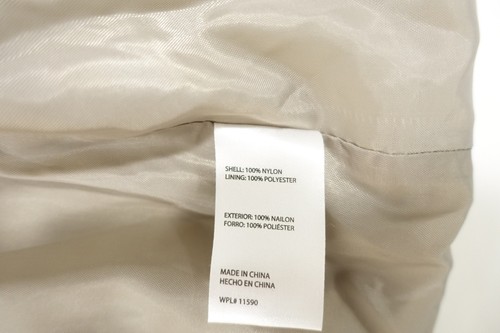 SHELL: 100% NYLON
LINING: 100% POLYESTER
EXTERIOR: 100% NAILON
FORRO: 100% POLIÉSTER
MADE IN CHINA
HECHO EN CHINA
WPL# 11590